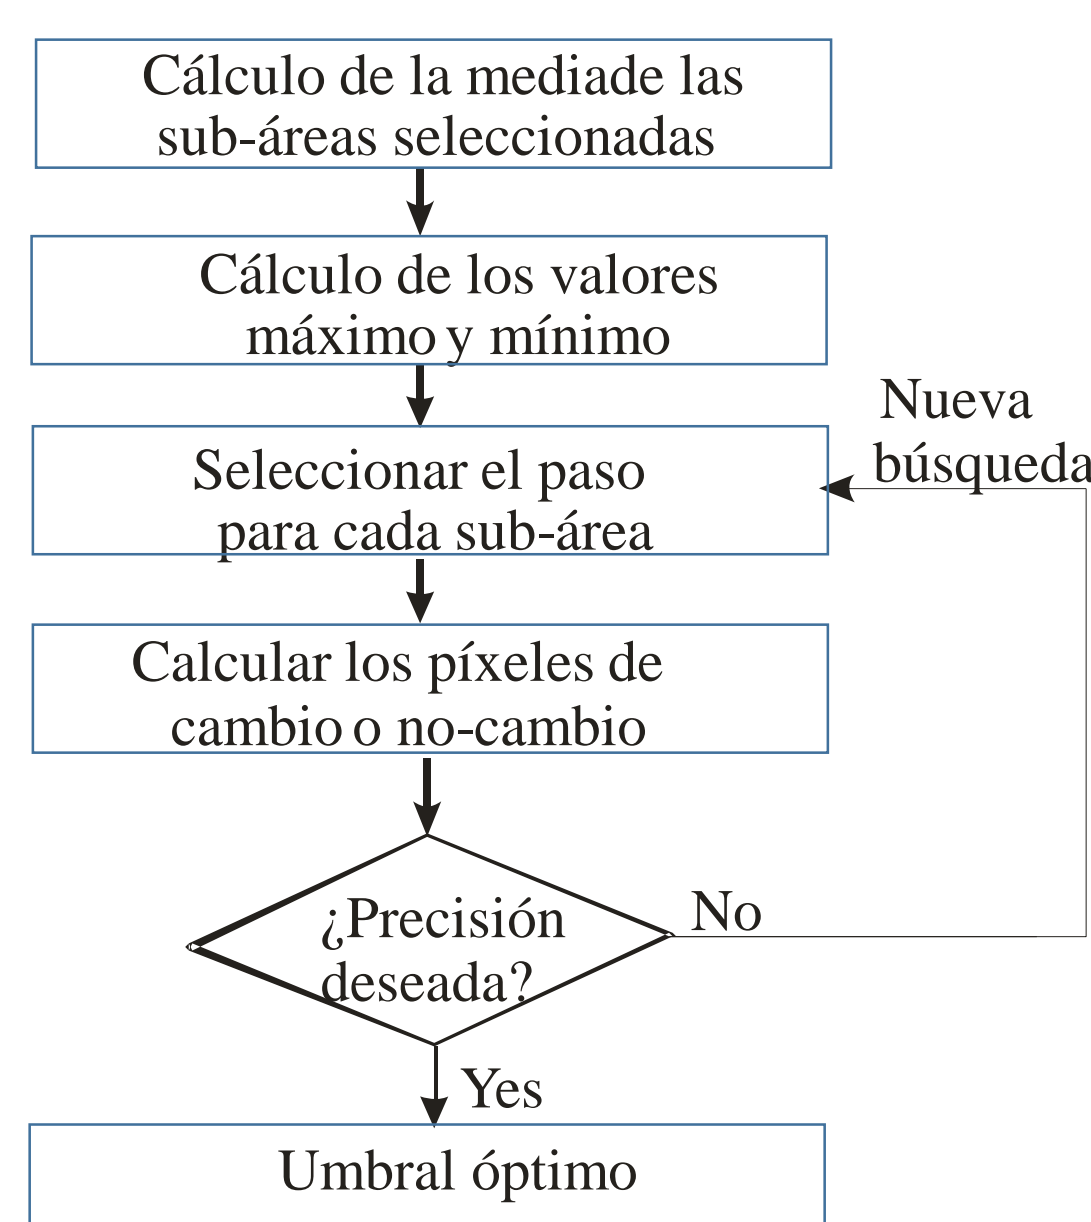 Cálculo de la mediade las
sub-áreas seleccionadas
Cálculo de los valores
máximo y mínimo
Nueva
búsqueda
Seleccionar el paso
para cada sub-área
Calcular los píxeles de
cambio o no-cambio
¿Precisión
deseada?
No
Yes
Umbral óptimo